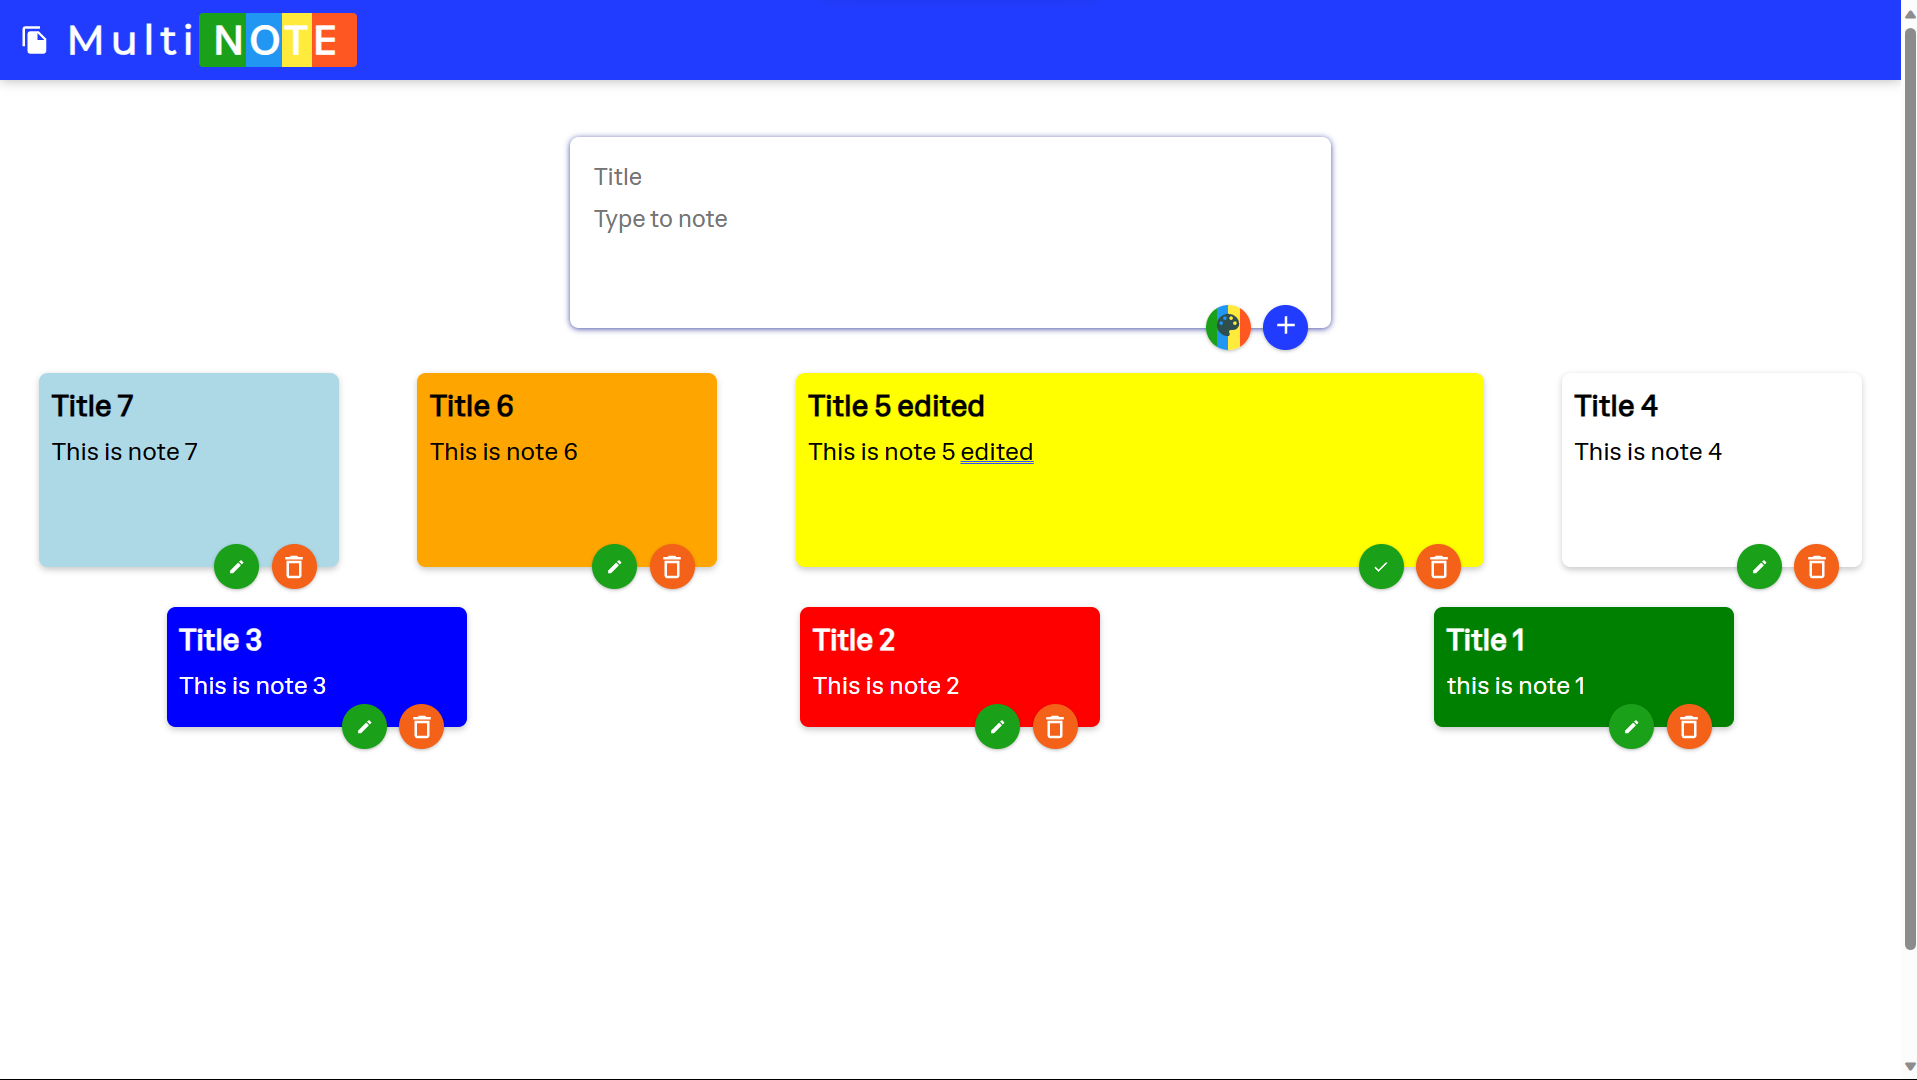 Multi NOTE
Title
Type to note
Title 7
This is note 7
Title 6
This is note 6
Title 5 edited
This is note 5 edited
Title 4
This is note 4
Title 3
This is note 3
Title 2
This is note 2
Title 1
this is note 1